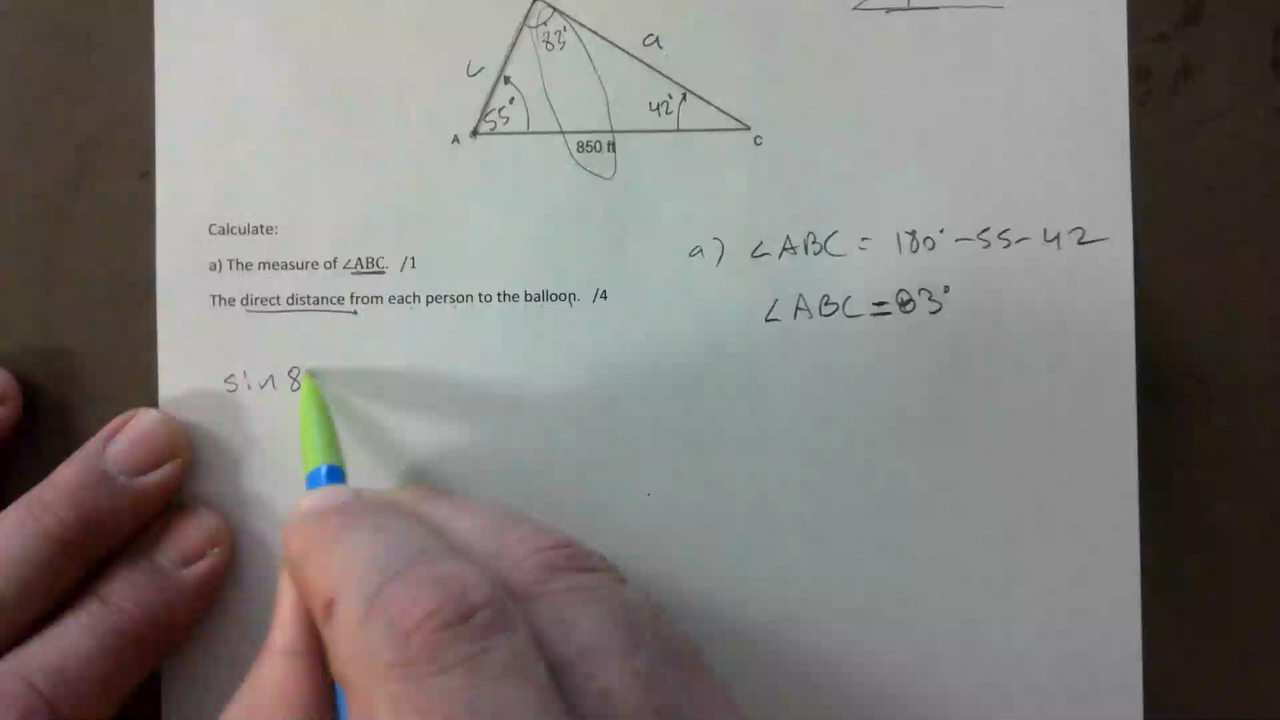 83°
a
c
55°
42°
A
850 ft
C
Calculate:
a) The measure of ∠ABC. /1
The direct distance from each person to the balloon. /4
a) ∠ABC = 180° - 55 - 42
∠ABC = 83°
sin 8